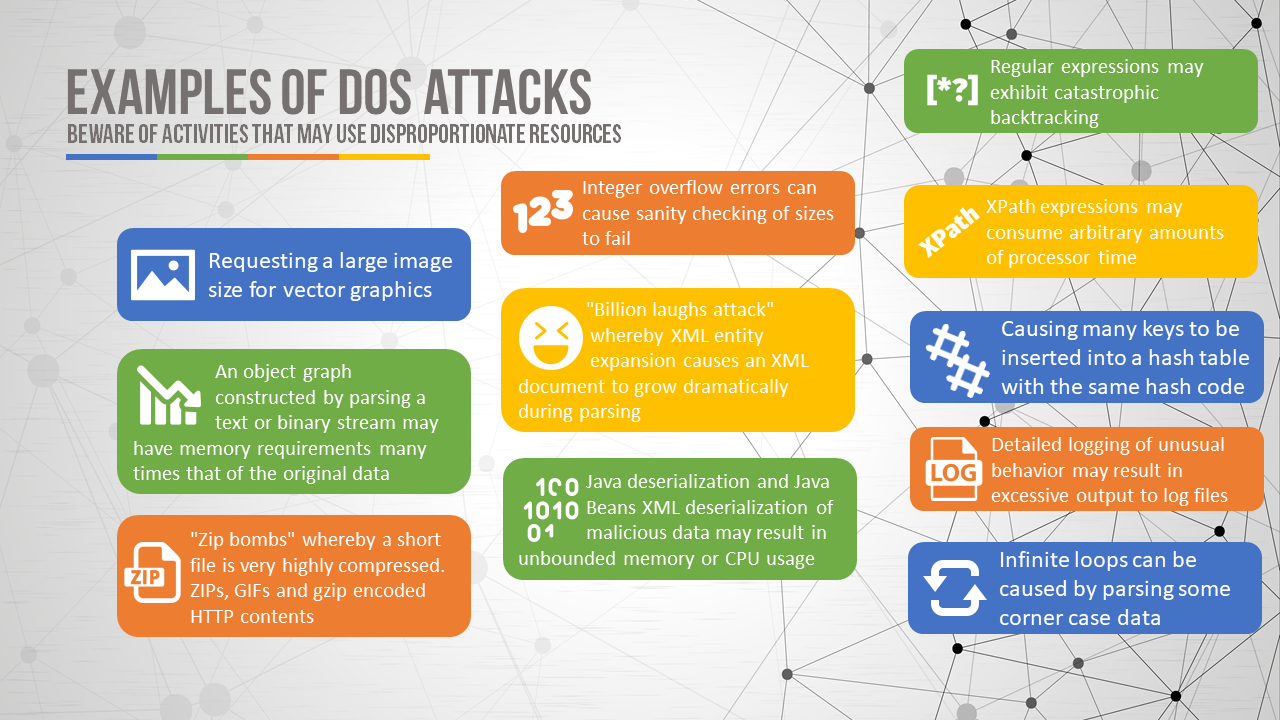 EXAMPLES OF DOS ATTACKS
BEWARE OF ACTIVITIES THAT MAY USE DISPROPORTIONATE RESOURCES
Requesting a large image
size for vector graphics
An object graph
constructed by parsing a
text or binary stream may
have memory requirements many
times that of the original data
ZIP
"Zip bombs" whereby a short
file is very highly compressed.
ZIPs, GIFs and gzip encoded
HTTP contents
123
Integer overflow errors can
cause sanity checking of sizes
to fail
"Billion laughs attack"
whereby XML entity
expansion causes an XML
document to grow dramatically
during parsing
100
1010
01
Java deserialization and Java
Beans XML deserialization of
malicious data may result in
unbounded memory or CPU usage
[*?]
Regular expressions may
exhibit catastrophic
backtracking
XPath
XPath expressions may
consume arbitrary amounts
of processor time
##
Causing many keys to be
inserted into a hash table
with the same hash code
LOG
Detailed logging of unusual
behavior may result in
excessive output to log files
Infinite loops can be
caused by parsing some
corner case data